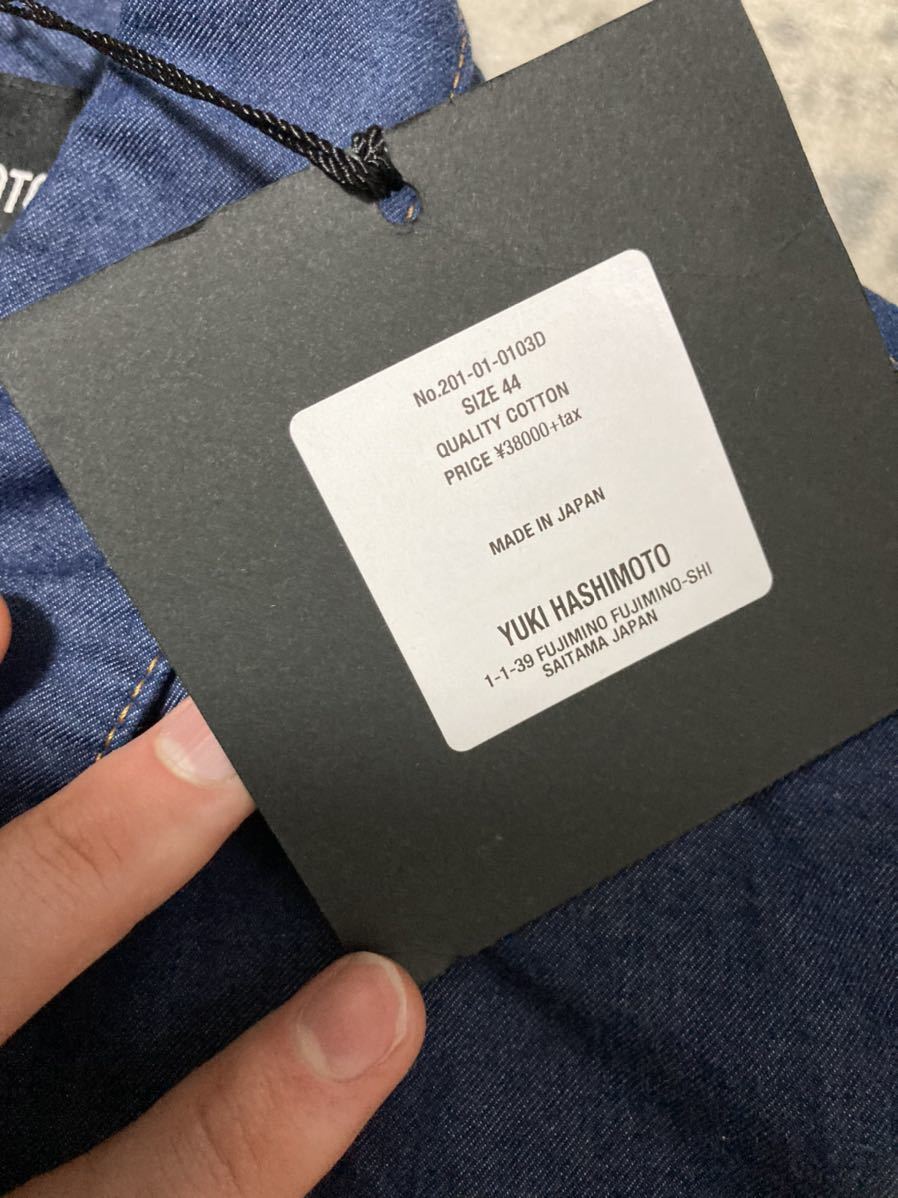 No.201-01-0103D
SIZE 44
QUALITY COTTON
PRICE ¥38000+tax
MADE IN JAPAN
YUKI HASHIMOTO
1-1-39 FUJIMINO FUJIMINO-SHI
SAITAMA JAPAN